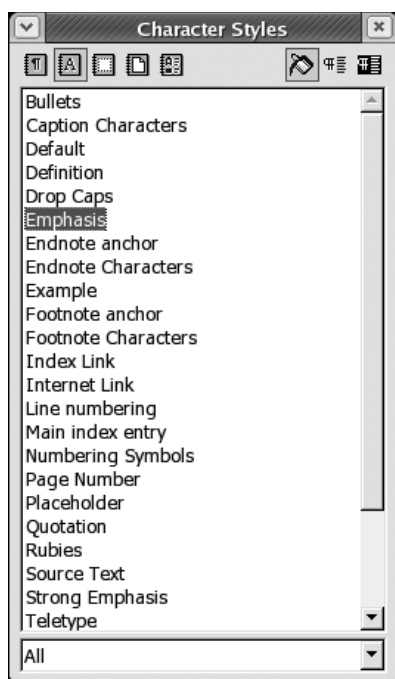 Character Styles
Bullets
Caption Characters
Default
Definition
Drop Caps
Emphasis
Endnote anchor
Endnote Characters
Example
Footnote anchor
Footnote Characters
Index Link
Internet Link
Line numbering
Main index entry
Numbering Symbols
Page Number
Placeholder
Quotation
Rubies
Source Text
Strong Emphasis
Teletype
All